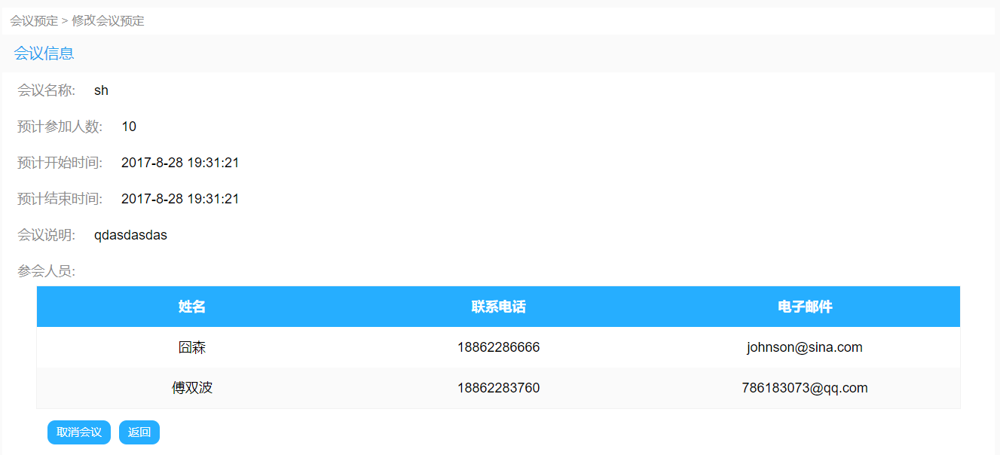 会议预定 > 修改会议预定
会议信息
会议名称: sh
预计参加人数: 10
预计开始时间: 2017-8-28 19:31:21
预计结束时间: 2017-8-28 19:31:21
会议说明: qdasdasdas
参会人员:
姓名 联系电话 电子邮件
囧森 18862286666 johnson@sina.com
傅双波 18862283760 786183073@qq.com
取消会议 返回